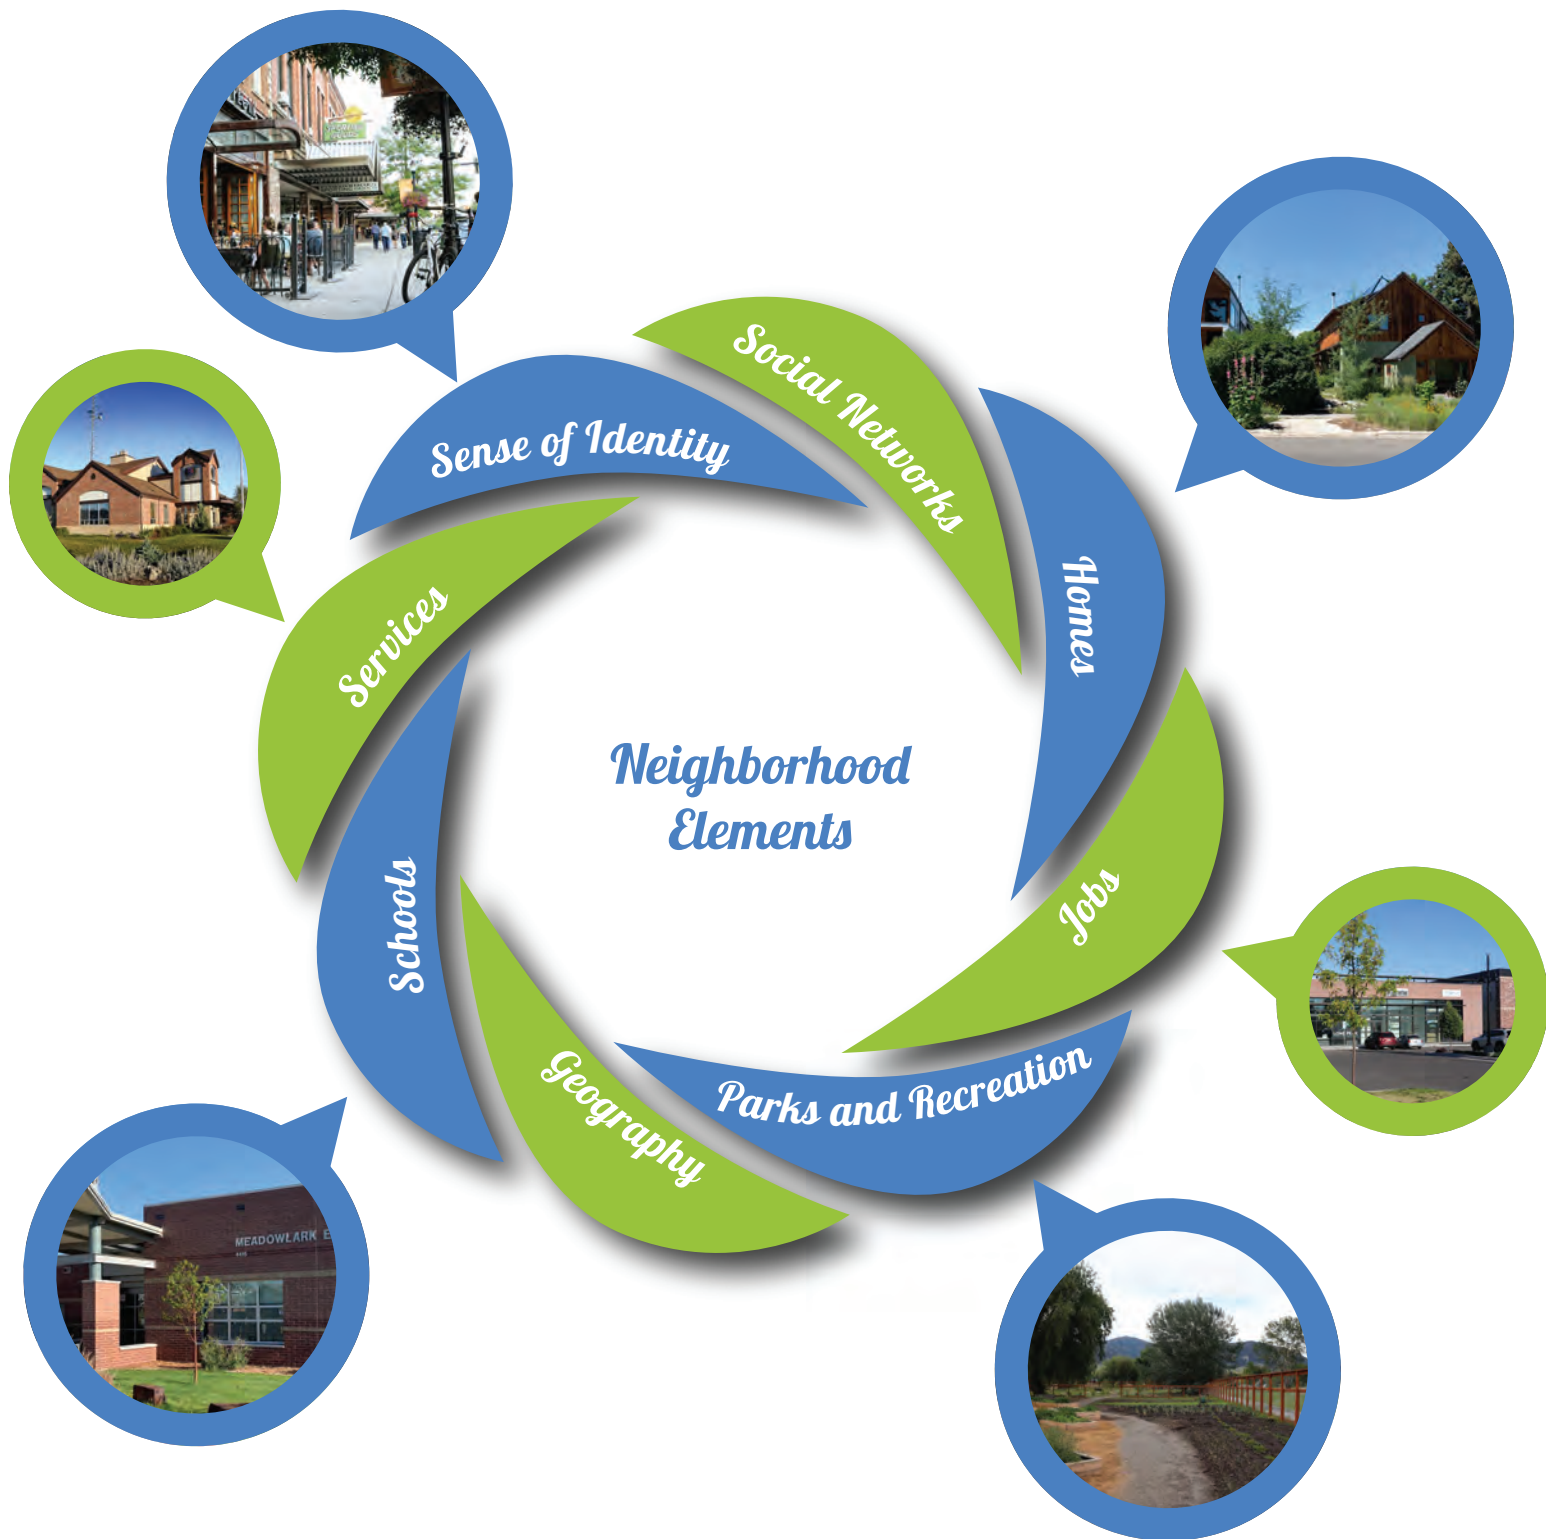 Social Networks
Sense of Identity
Homes
Services
Neighborhood
Elements
Jobs
Schools
Parks and Recreation
Geography
MEADOWLARK E